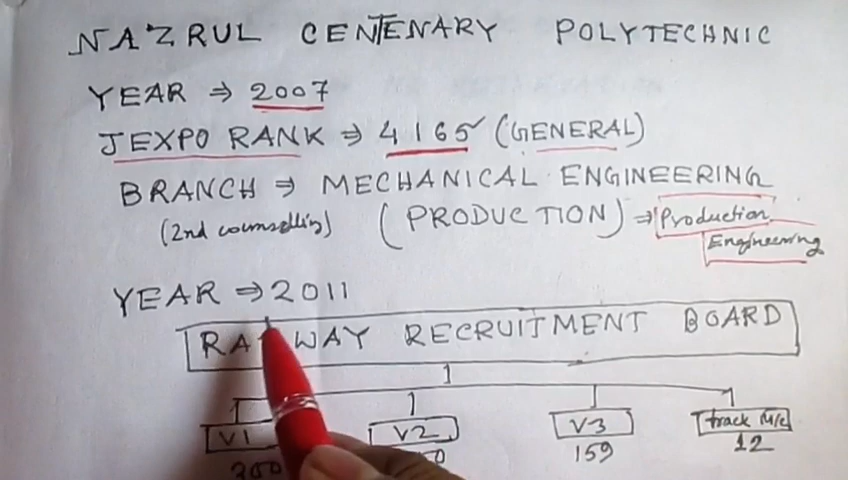 NAZRUL CENTENARY POLYTECHNIC
YEAR ⇒ 2007
JEXPO RANK ⇒ 4165 (GENERAL)
BRANCH ⇒ MECHANICAL ENGINEERING
(2nd counselling) (PRODUCTION) ⇒ Production
Engineering
YEAR ⇒ 2011
RECRUITMENT BOARD
V1 V2 V3 track M/c
159 12